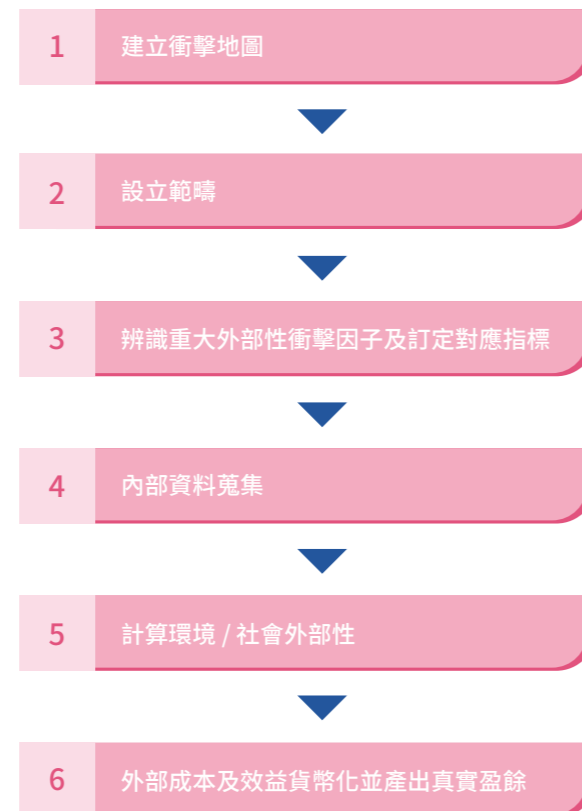 1 建立衝擊地圖
2 設立範疇
3 辨識重大外部性衝擊因子及訂定對應指標
4 內部資料蒐集
5 計算環境 / 社會外部性
6 外部成本及效益貨幣化並產出真實盈餘